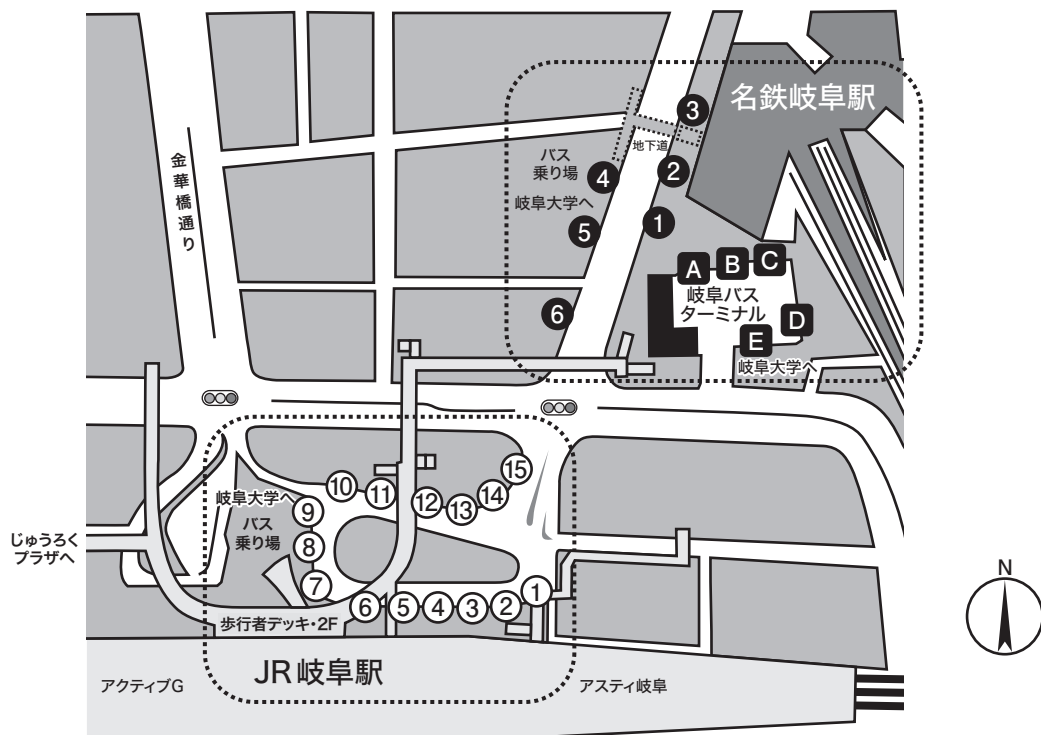 名鉄岐阜駅
3
地下道
バス
乗り場
4
2
岐阜大学へ
5
1
金華橋通り
A
B
C
岐阜バス
ターミナル
D
E
岐阜大学へ
6
15
14
13
12
11
10
岐阜大学へ
9
バス
乗り場
8
7
じゅうろく
プラザへ
6
5
4
3
2
1
歩行者デッキ・2F
JR岐阜駅
アクティブG
アスティ岐阜
N